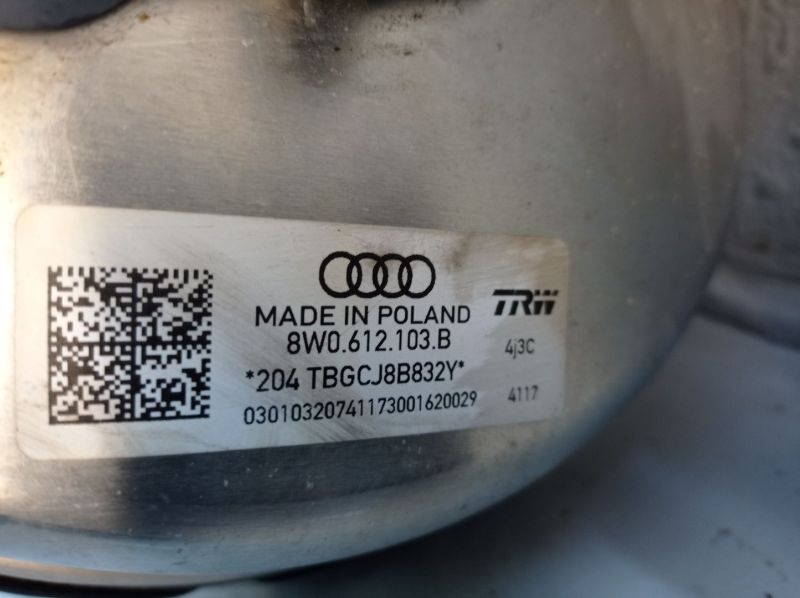 MADE IN POLAND
TRW
8W0.612.103.B
4j3C
*204 TBGCJ8B832Y*
03010320741173001620029
4117